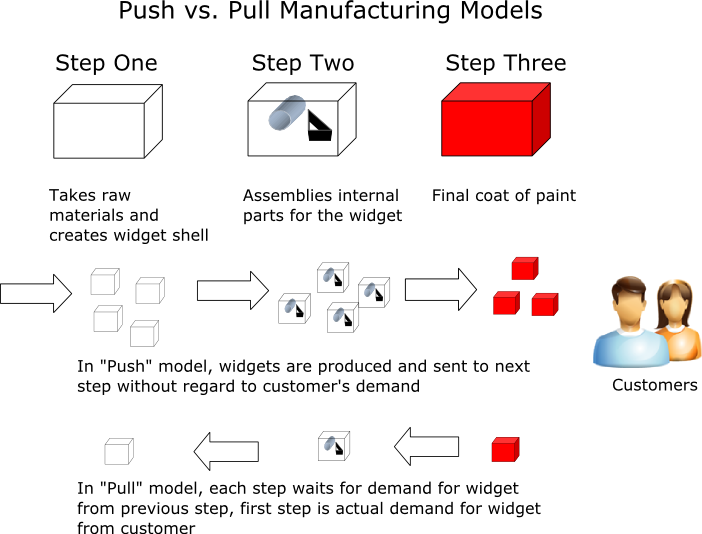 Push vs. Pull Manufacturing Models
Step One
Step Two
Step Three
Takes raw
materials and
creates widget shell
Assemblies internal
parts for the widget
Final coat of paint
In "Push" model, widgets are produced and sent to next
step without regard to customer's demand
Customers
In "Pull" model, each step waits for demand for widget
from previous step, first step is actual demand for widget
from customer